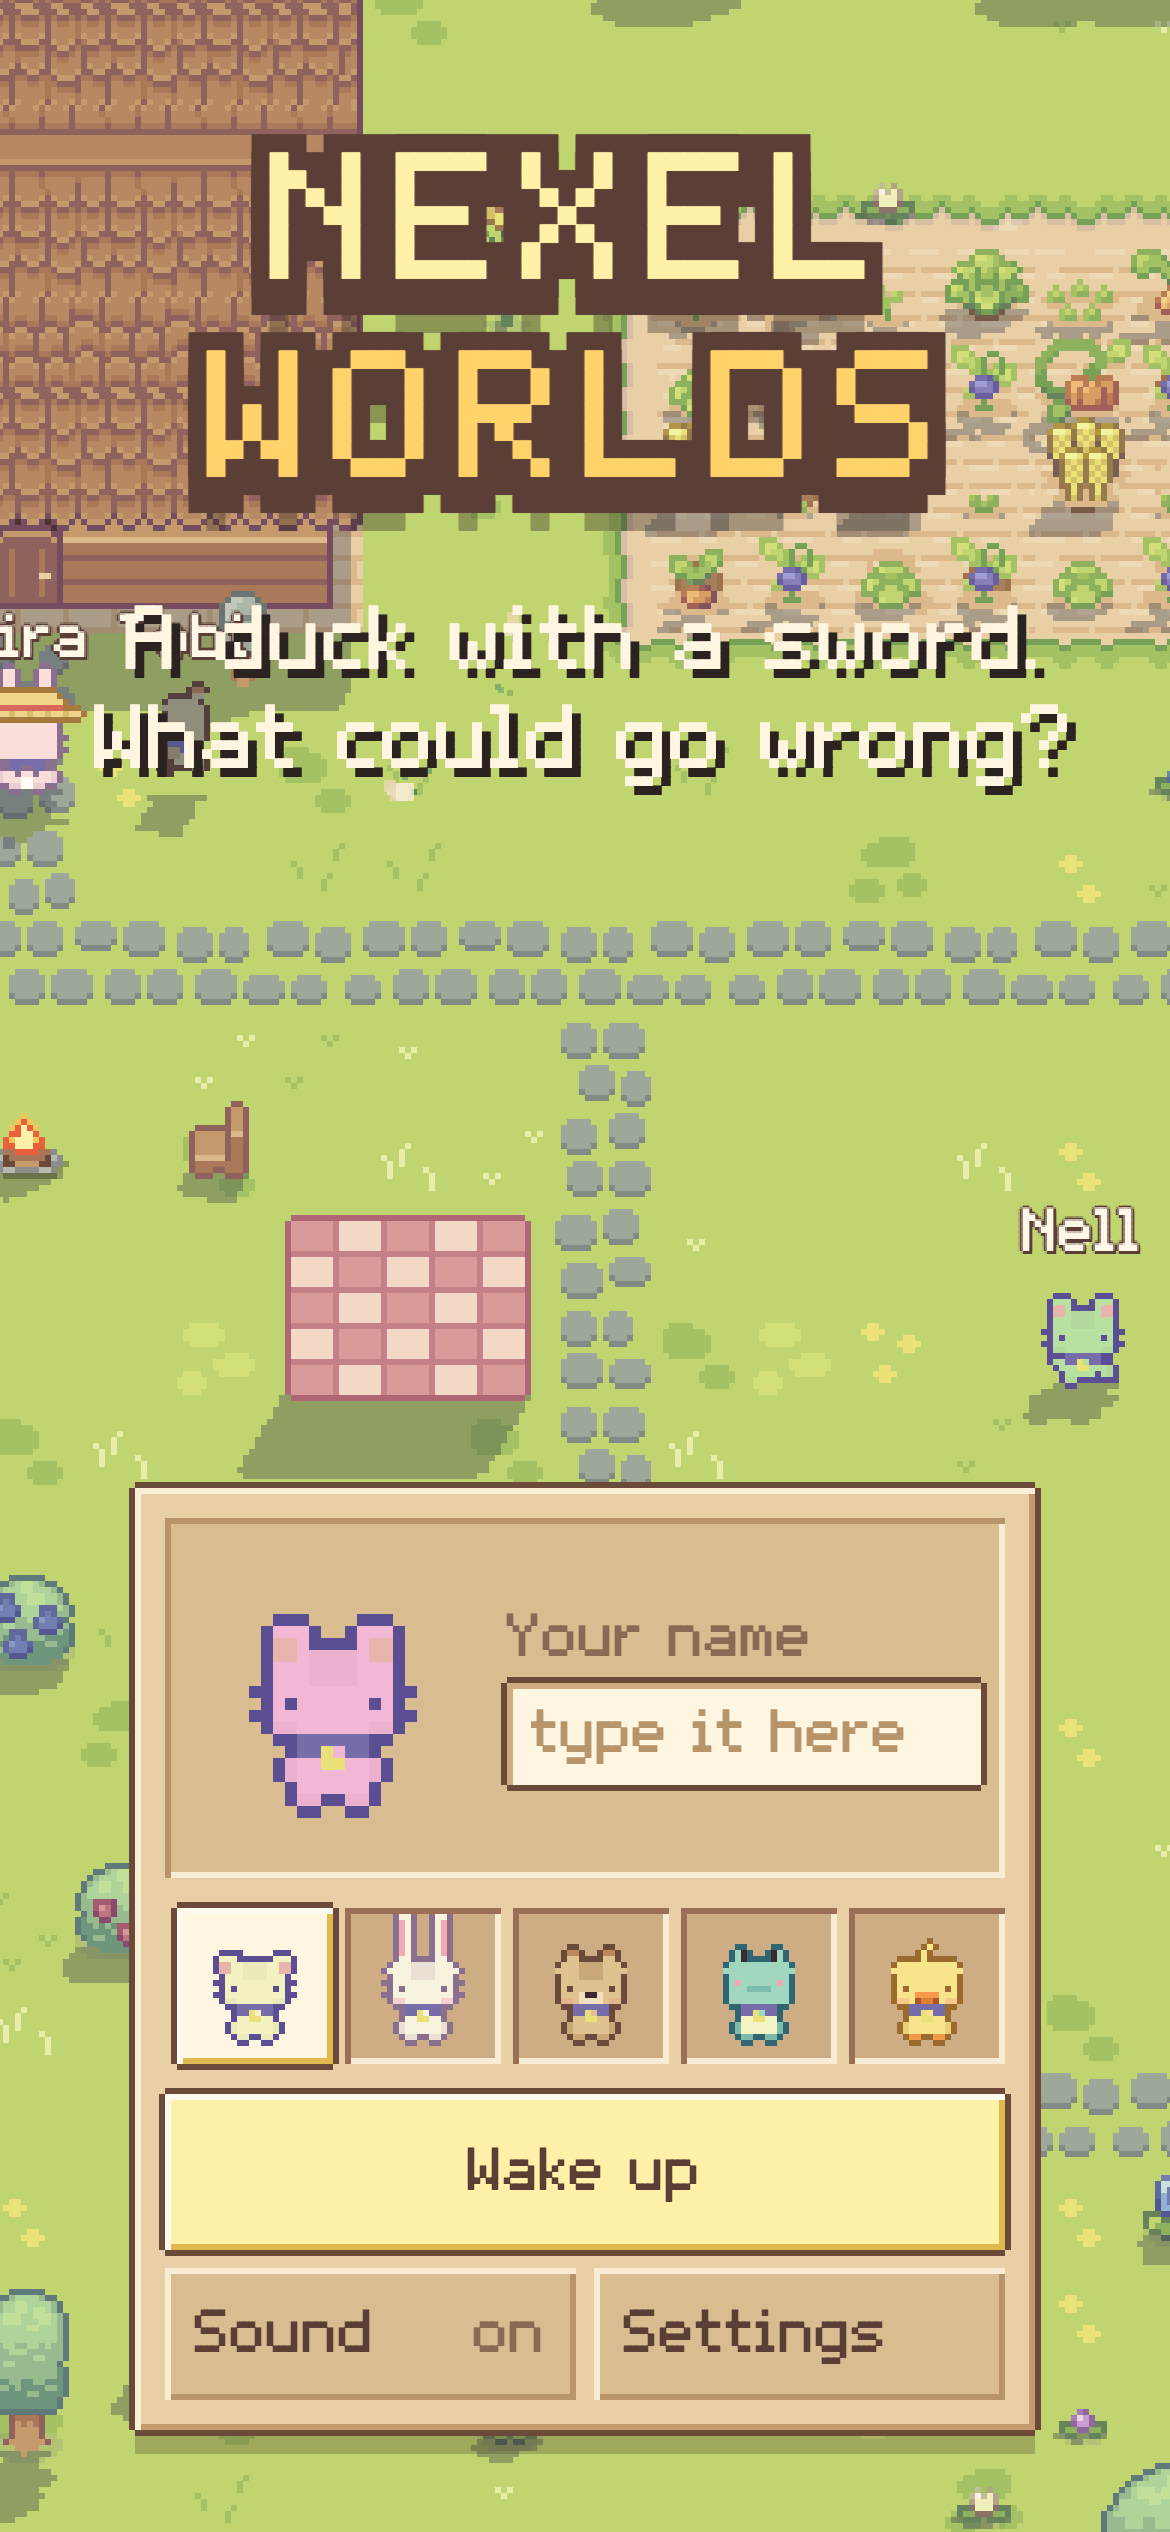 NEXEL
WORLDS
A duck with a sword.
What could go wrong?
Nell
Your name
type it here
Wake up
Sound on
Settings